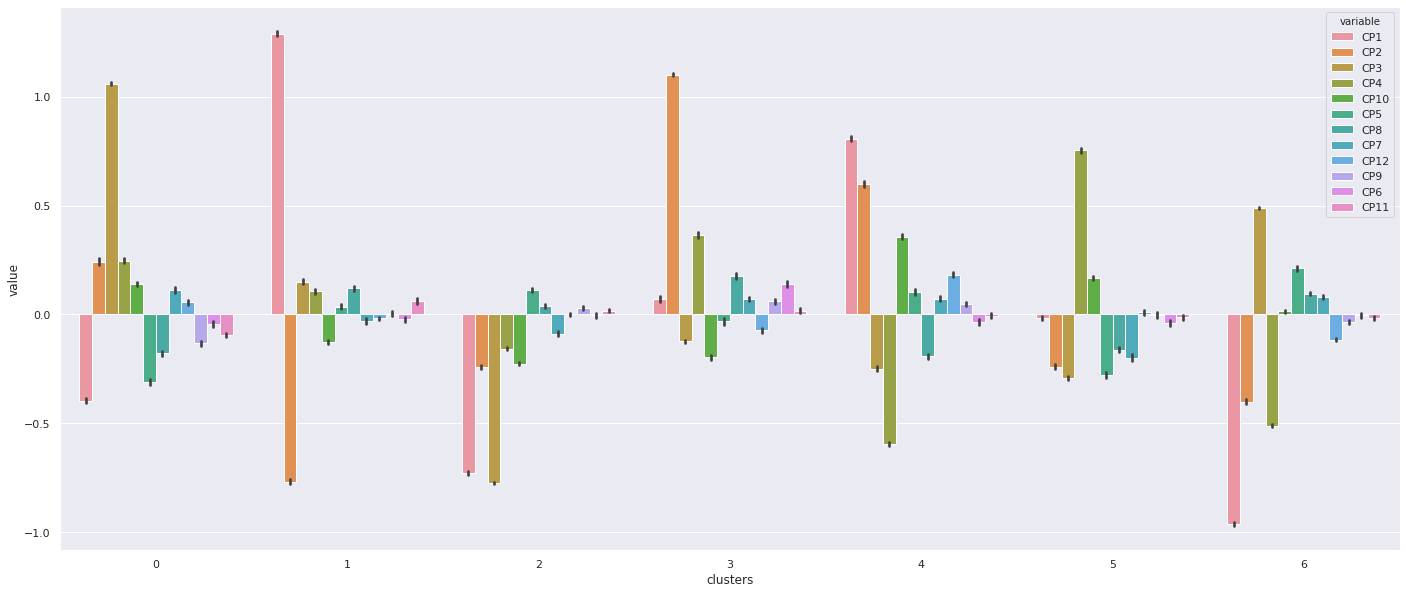 variable
CP1
CP2
CP3
CP4
CP10
CP5
CP8
CP7
CP12
CP9
CP6
CP11
1.0
0.5
0.0
−0.5
−1.0
value
0 1 2 3 4 5 6
clusters